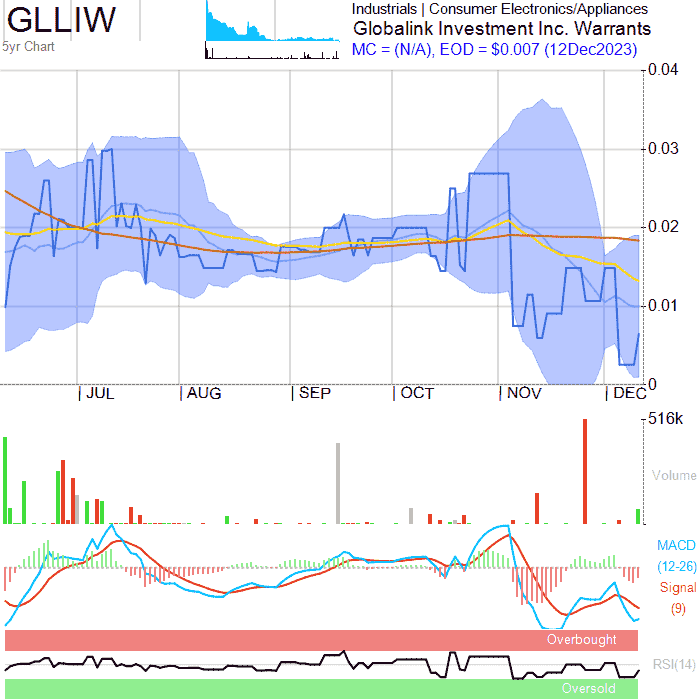 GLLIW
5yr Chart
Industrials | Consumer Electronics/Appliances
Globalink Investment Inc. Warrants
MC = (N/A), EOD = $0.007 (12Dec2023)
0.04
0.03
0.02
0.01
0
| JUL | AUG | SEP | OCT | NOV | DEC
516k
Volume
MACD
(12-26)
Signal
(9)
Overbought
RSI(14)
Oversold